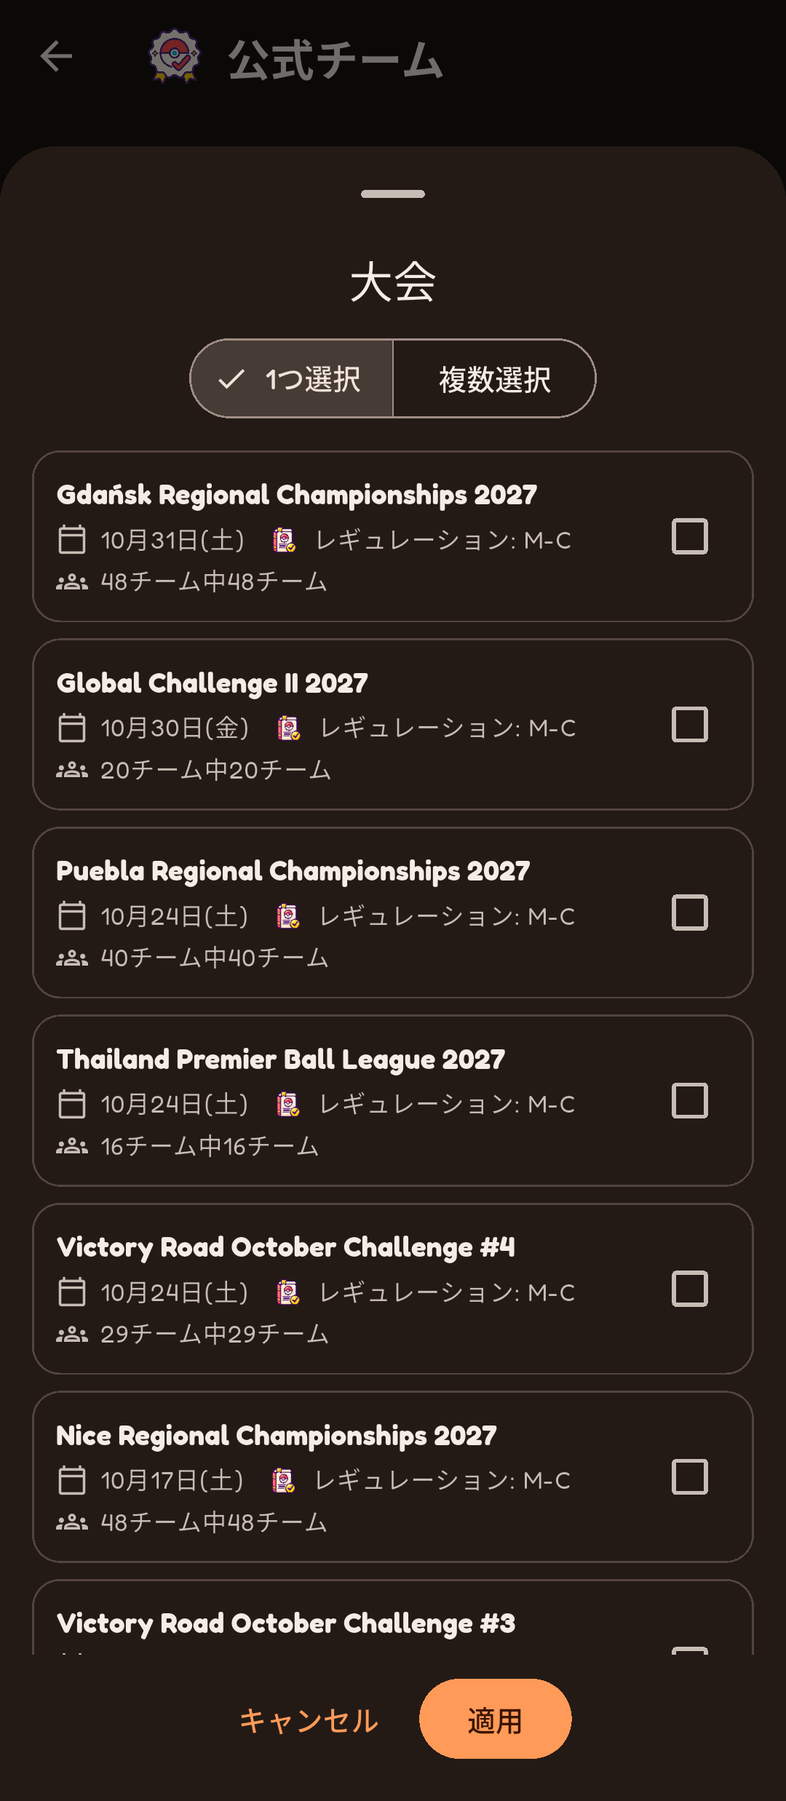 公式チーム
大会
1つ選択
複数選択
Gdańsk Regional Championships 2027
10月31日(土) レギュレーション: M-C
48チーム中48チーム
Global Challenge II 2027
10月30日(金) レギュレーション: M-C
20チーム中20チーム
Puebla Regional Championships 2027
10月24日(土) レギュレーション: M-C
40チーム中40チーム
Thailand Premier Ball League 2027
10月24日(土) レギュレーション: M-C
16チーム中16チーム
Victory Road October Challenge #4
10月24日(土) レギュレーション: M-C
29チーム中29チーム
Nice Regional Championships 2027
10月17日(土) レギュレーション: M-C
48チーム中48チーム
Victory Road October Challenge #3
キャンセル
適用